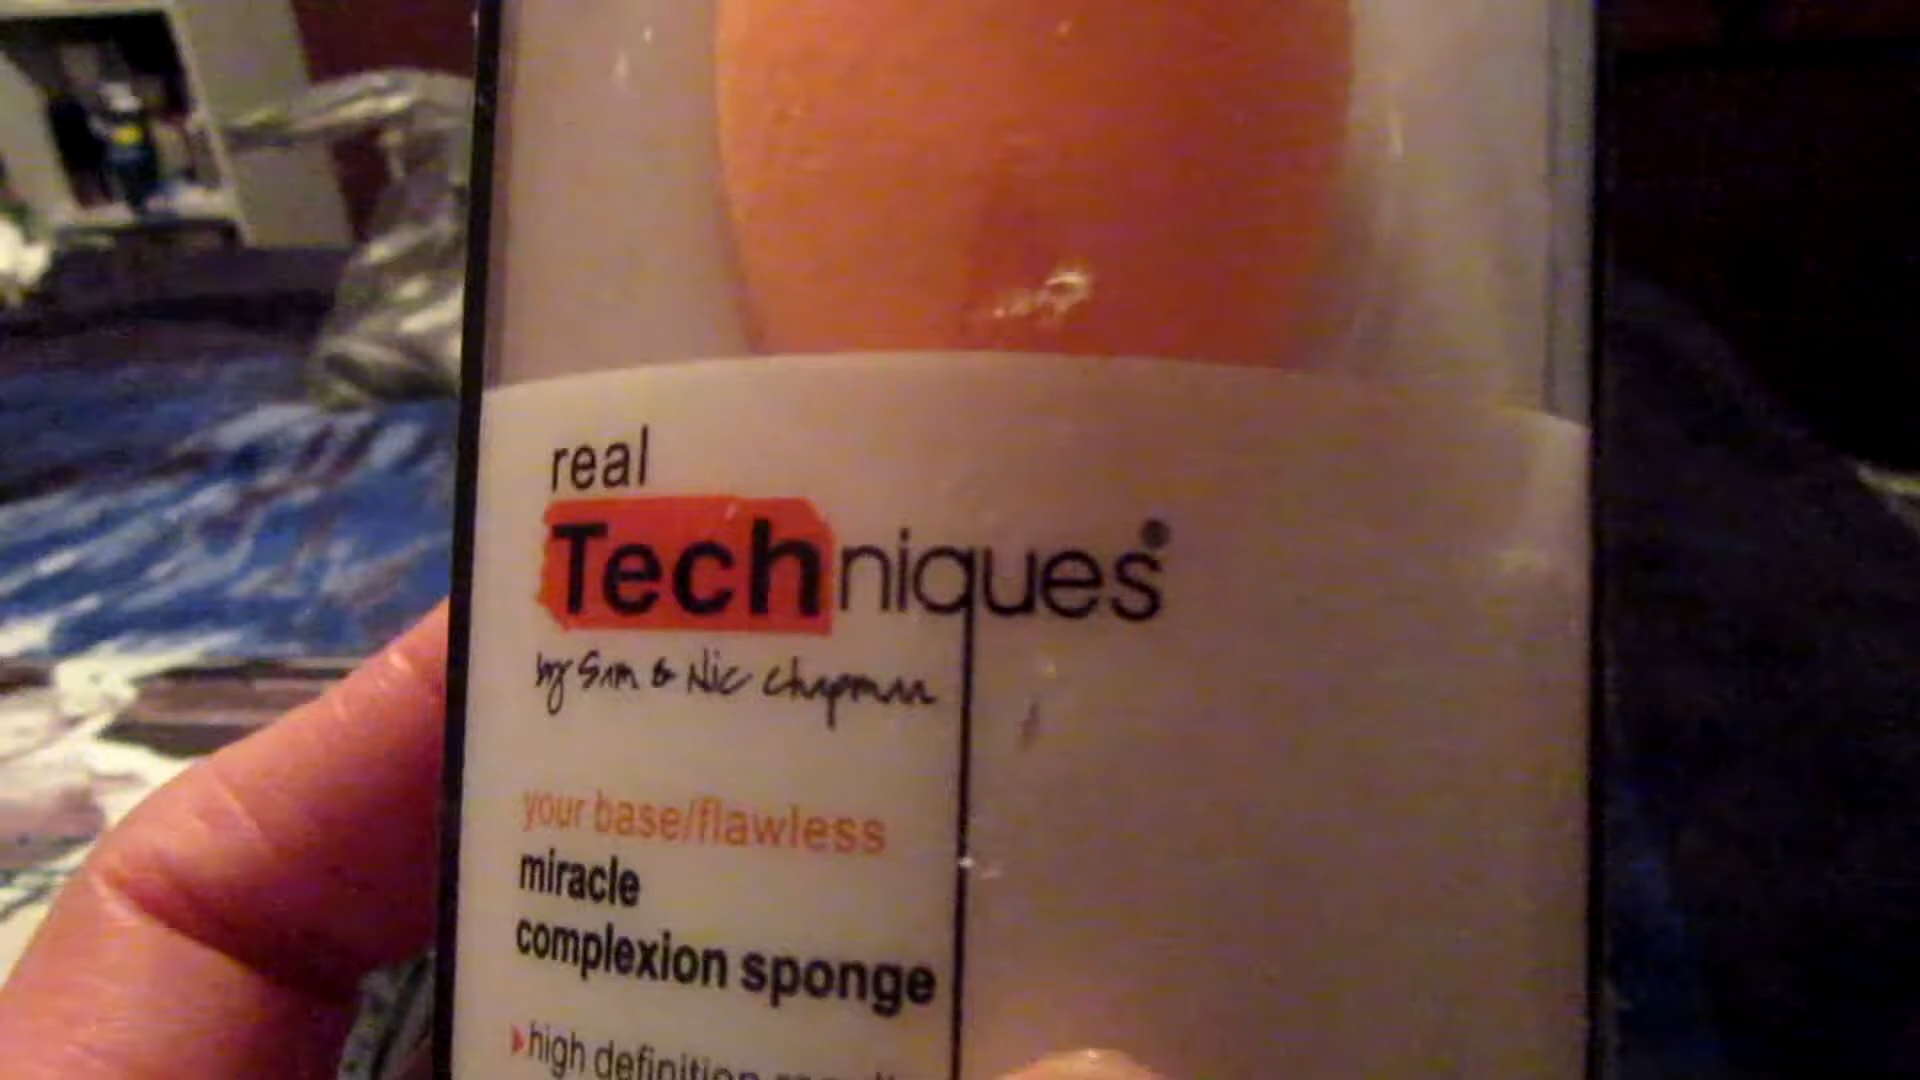 real
Techniques®
by Sam & Nic Chapman
your base/flawless
miracle
complexion sponge
high definition